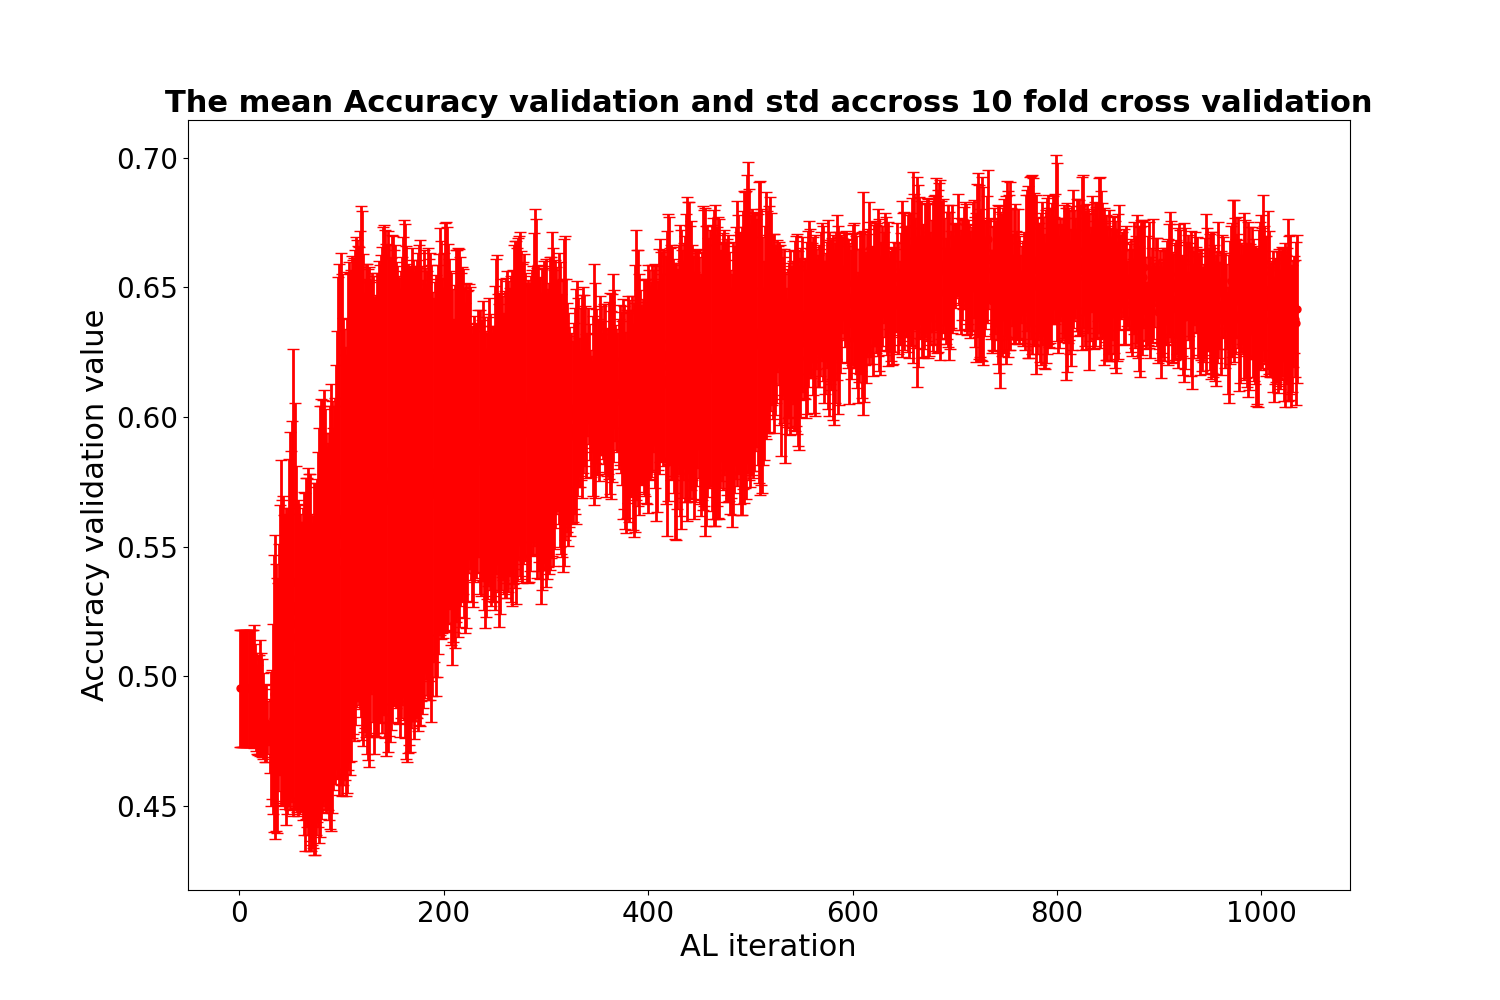 The mean Accuracy validation and std accross 10 fold cross validation
0.70
0.65
0.60
0.55
0.50
0.45
Accuracy validation value
0 200 400 600 800 1000
AL iteration